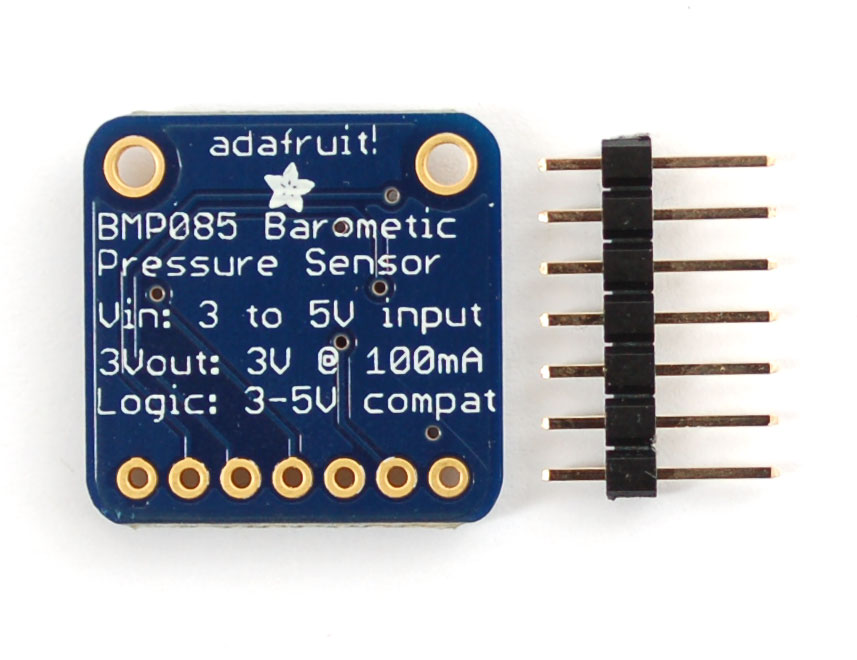 adafruit!
BMP085 Barometic
Pressure Sensor
Vin: 3 to 5V input
3Vout: 3V @ 100mA
Logic: 3-5V compat